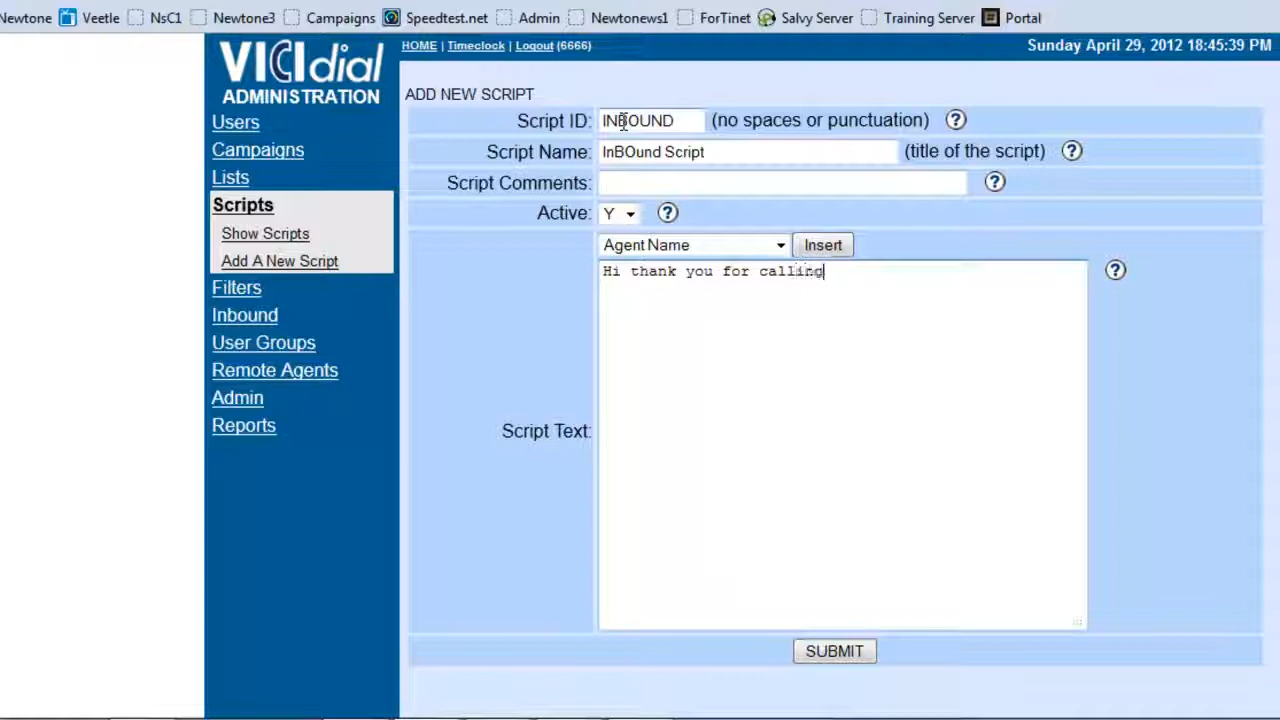 Newtone Veetle NsC1 Newtone3 Campaigns Speedtest.net Admin Newtonews1 ForTinet Salvy Server Training Server Portal
VICIdial
ADMINISTRATION
HOME | Timeclock | Logout (6666)
Sunday April 29, 2012 18:45:39 PM
Users
Campaigns
Lists
Scripts
Show Scripts
Add A New Script
Filters
Inbound
User Groups
Remote Agents
Admin
Reports
ADD NEW SCRIPT
Script ID: INBOUND (no spaces or punctuation) ?
Script Name: InBOund Script (title of the script) ?
Script Comments: ?
Active: Y ?
Agent Name Insert
Script Text: Hi thank you for calling ?
SUBMIT